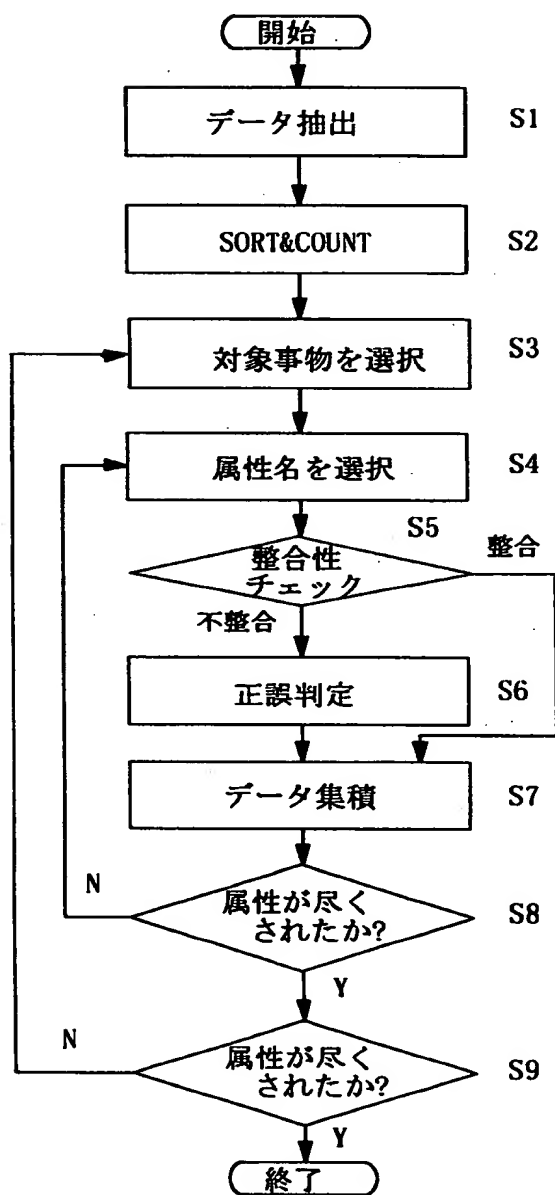 開始
データ抽出 S1
SORT&COUNT S2
対象事物を選択 S3
属性名を選択 S4
S5
整合性
チェック
整合
不整合
正誤判定 S6
データ集積 S7
N
属性が尽く
されたか? S8
Y
N
属性が尽く
されたか? S9
Y
終了